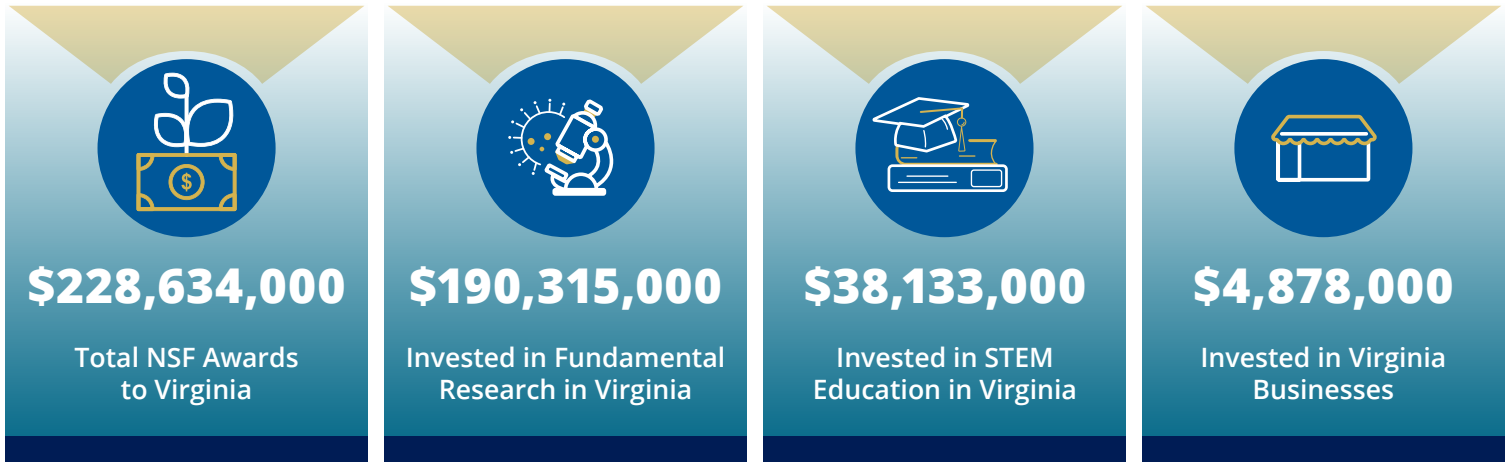 $
$228,634,000
Total NSF Awards
to Virginia
$190,315,000
Invested in Fundamental
Research in Virginia
$38,133,000
Invested in STEM
Education in Virginia
$4,878,000
Invested in Virginia
Businesses